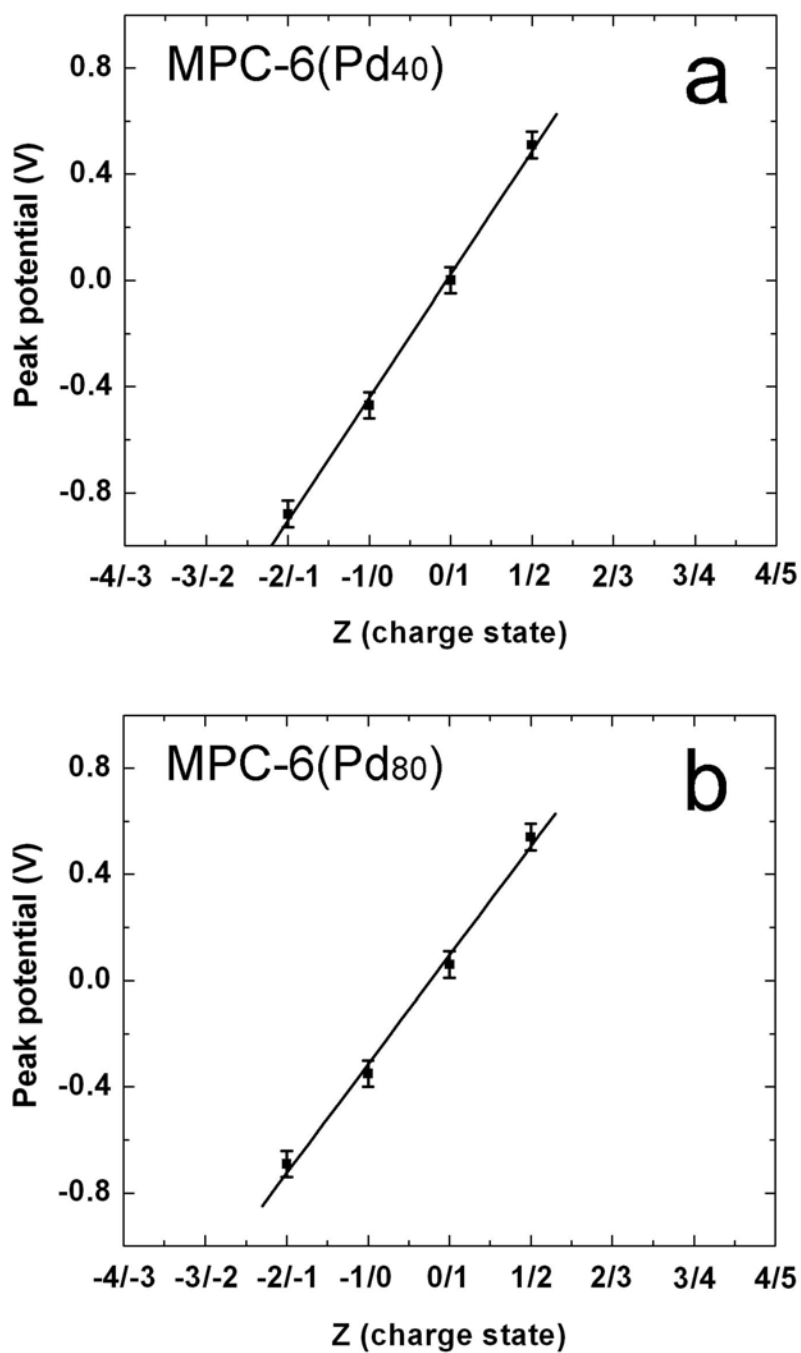 MPC-6(Pd40)
a
0.8
0.4
0.0
-0.4
-0.8
Peak potential (V)
-4/-3 -3/-2 -2/-1 -1/0 0/1 1/2 2/3 3/4 4/5
Z (charge state)
MPC-6(Pd80)
b
0.8
0.4
0.0
-0.4
-0.8
Peak potential (V)
-4/-3 -3/-2 -2/-1 -1/0 0/1 1/2 2/3 3/4 4/5
Z (charge state)